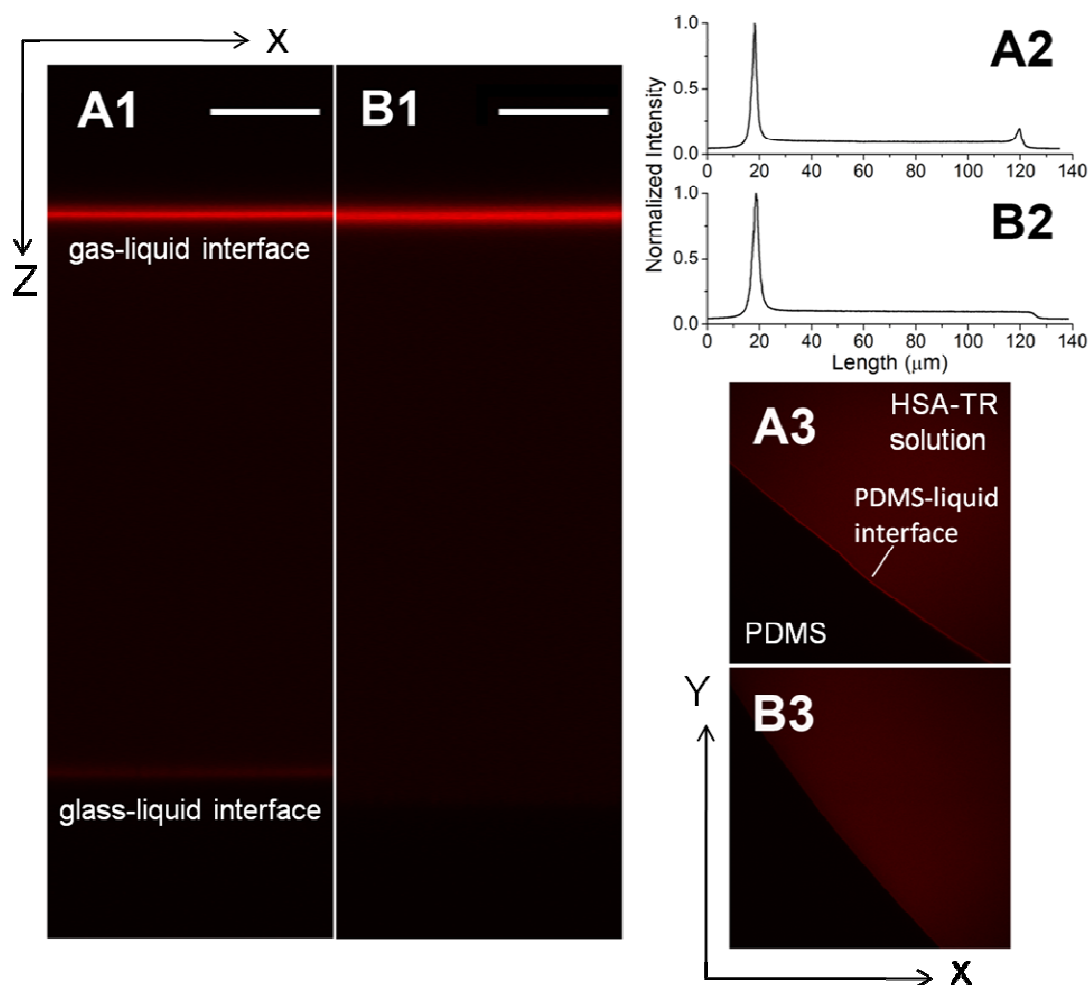 X
Z
A1
B1
gas-liquid interface
glass-liquid interface
A2
1.0
0.5
0.0
0 20 40 60 80 100 120 140
B2
1.0
0.5
0.0
0 20 40 60 80 100 120 140
Normalized Intensity
Length (μm)
A3
HSA-TR
solution
PDMS-liquid
interface
PDMS
Y
B3
X